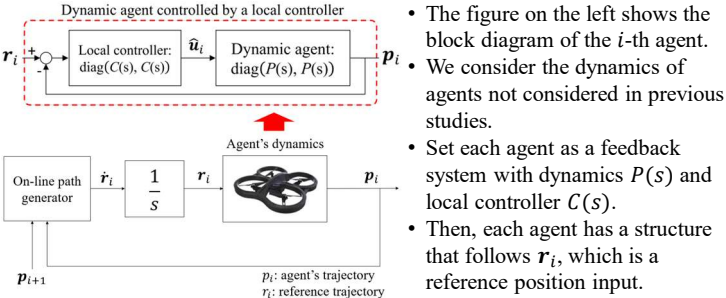 Dynamic agent controlled by a local controller
r_i
+
-
Local controller:
diag(C(s), C(s))
û_i
Dynamic agent:
diag(P(s), P(s))
p_i
Agent's dynamics
On-line path
generator
ṙ_i
1
s
r_i
p_i
p_{i+1}
p_i: agent's trajectory
r_i: reference trajectory
• The figure on the left shows the
block diagram of the i-th agent.
• We consider the dynamics of
agents not considered in previous
studies.
• Set each agent as a feedback
system with dynamics P(s) and
local controller C(s).
• Then, each agent has a structure
that follows r_i, which is a
reference position input.